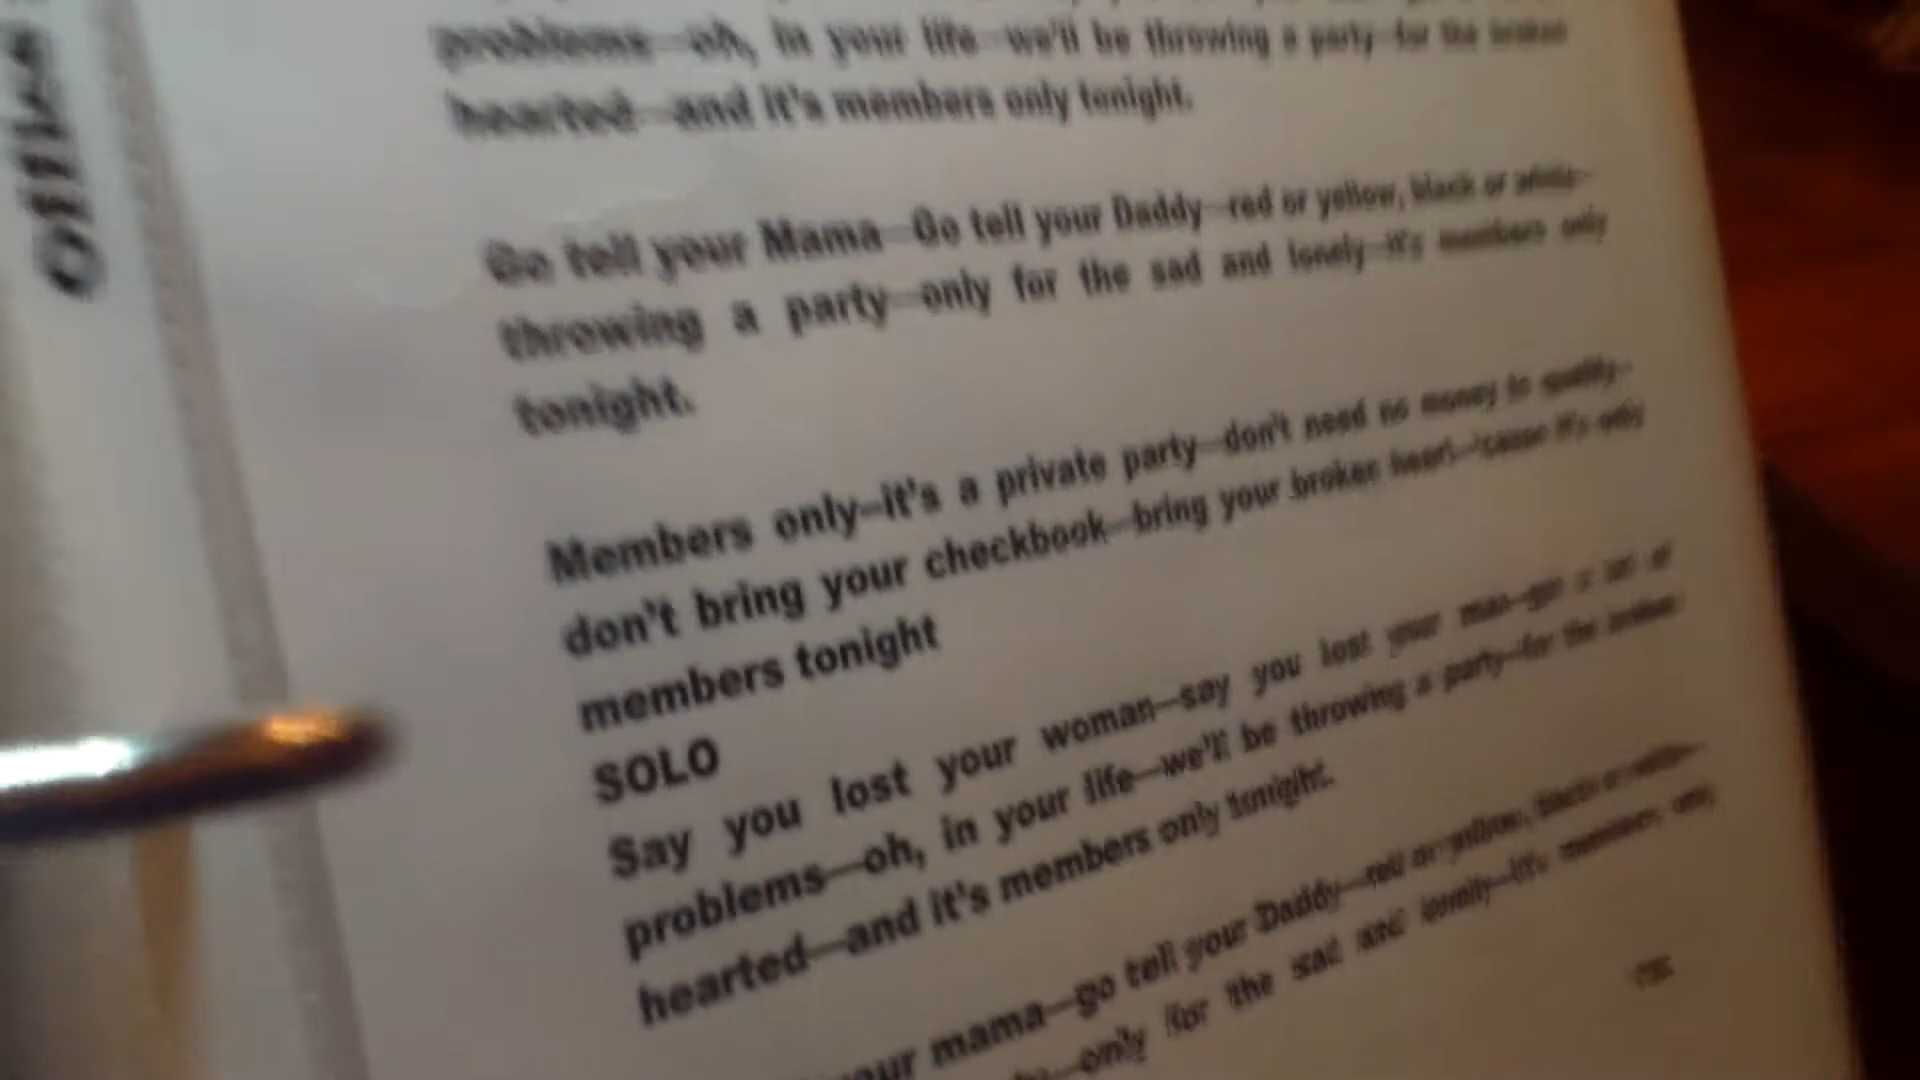 problems—oh, in your life—we'll be throwing a party—for the broken
hearted—and it's members only tonight.
Go tell your Mama—Go tell your Daddy—red or yellow, black or white—
throwing a party—only for the sad and lonely—it's members only
tonight.
Members only—it's a private party—don't need no money to qualify—
don't bring your checkbook—bring your broken heart—'cause it's only
members tonight
SOLO
Say you lost your woman—say you lost your man—got a lot of
problems—oh, in your life—we'll be throwing a party—for the broken
hearted—and it's members only tonight.
your mama—go tell your Daddy—red or yellow, black or white—
only for the sad and lonely—it's members only